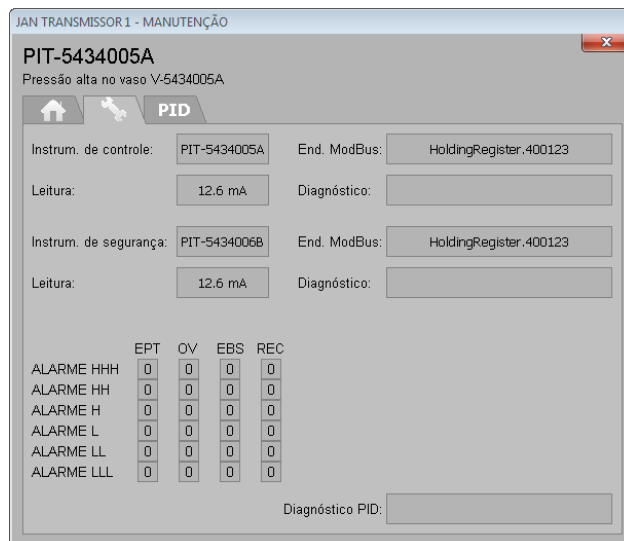 JAN TRANSMISSOR 1 - MANUTENÇÃO
PIT-5434005A
Pressão alta no vaso V-5434005A
PID
Instrum. de controle: PIT-5434005A End. ModBus: HoldingRegister.400123
Leitura: 12.6 mA Diagnóstico:
Instrum. de segurança: PIT-5434006B End. ModBus: HoldingRegister.400123
Leitura: 12.6 mA Diagnóstico:
EPT OV EBS REC
ALARME HHH 0 0 0 0
ALARME HH 0 0 0 0
ALARME H 0 0 0 0
ALARME L 0 0 0 0
ALARME LL 0 0 0 0
ALARME LLL 0 0 0 0
Diagnóstico PID: